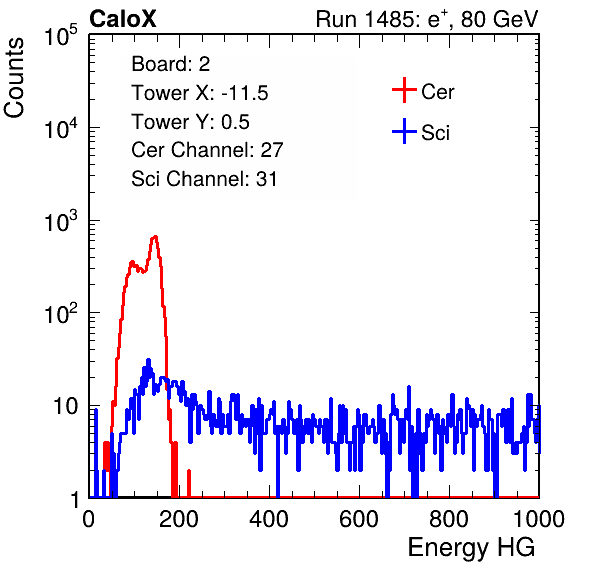 CaloX Run 1485: e⁺, 80 GeV
Counts
Board: 2
Tower X: -11.5
Tower Y: 0.5
Cer Channel: 27
Sci Channel: 31
Cer
Sci
10⁵
10⁴
10³
10²
10
1
0 200 400 600 800 1000
Energy HG